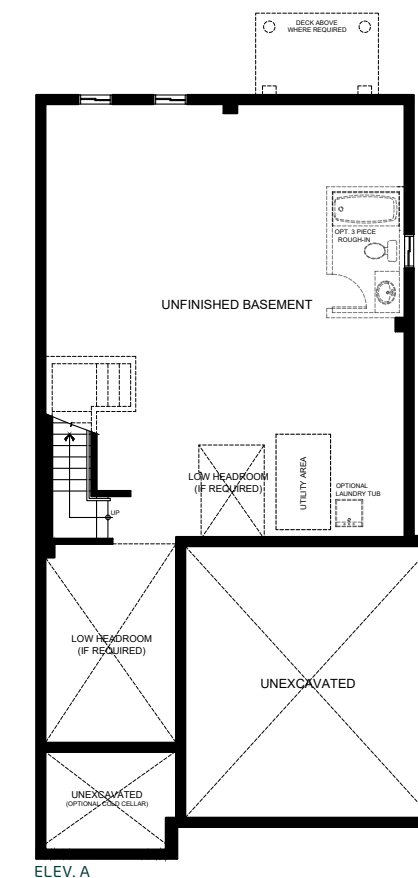 DECK ABOVE
WHERE REQUIRED
OPT. 3 PIECE
ROUGH-IN
UNFINISHED BASEMENT
LOW HEADROOM
(IF REQUIRED)
UTILITY AREA
OPTIONAL
LAUNDRY TUB
UP
LOW HEADROOM
(IF REQUIRED)
UNEXCAVATED
UNEXCAVATED
(OPTIONAL COLD CELLAR)
ELEV. A